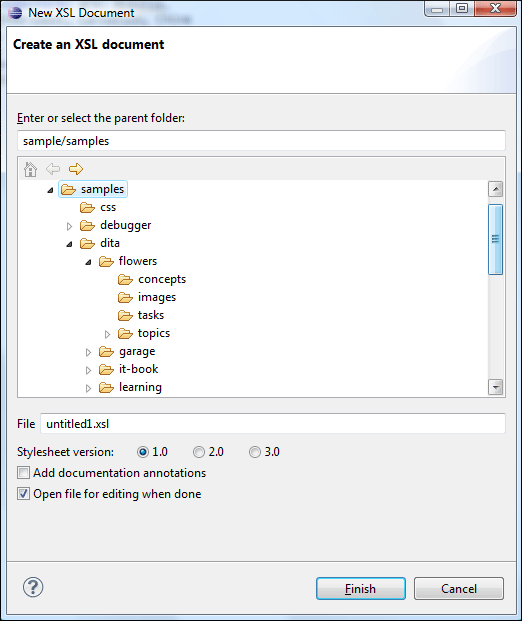 New XSL Document
Create an XSL document
Enter or select the parent folder:
sample/samples
samples
css
debugger
dita
flowers
concepts
images
tasks
topics
garage
it-book
learning
File untitled1.xsl
Stylesheet version: 1.0 2.0 3.0
Add documentation annotations
Open file for editing when done
? Finish Cancel